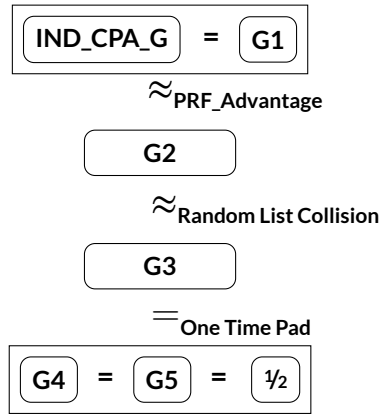 IND_CPA_G = G1
≈PRF_Advantage
G2
≈Random List Collision
G3
=One Time Pad
G4 = G5 = ½